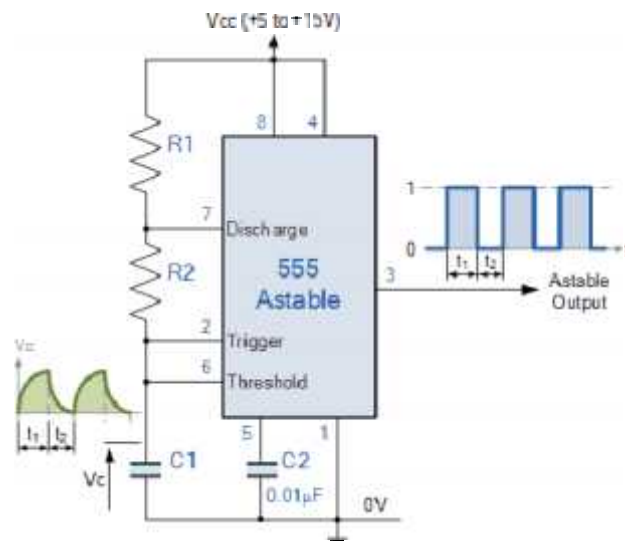 Vcc (+5 to +15V)
8
4
R1
7
Discharge
555
Astable
R2
3
1
0
t₁
t₂
Astable
Output
2
Trigger
6
Threshold
Vc
t₁
t₂
5
1
Vc
C1
C2
0.01µF
0V